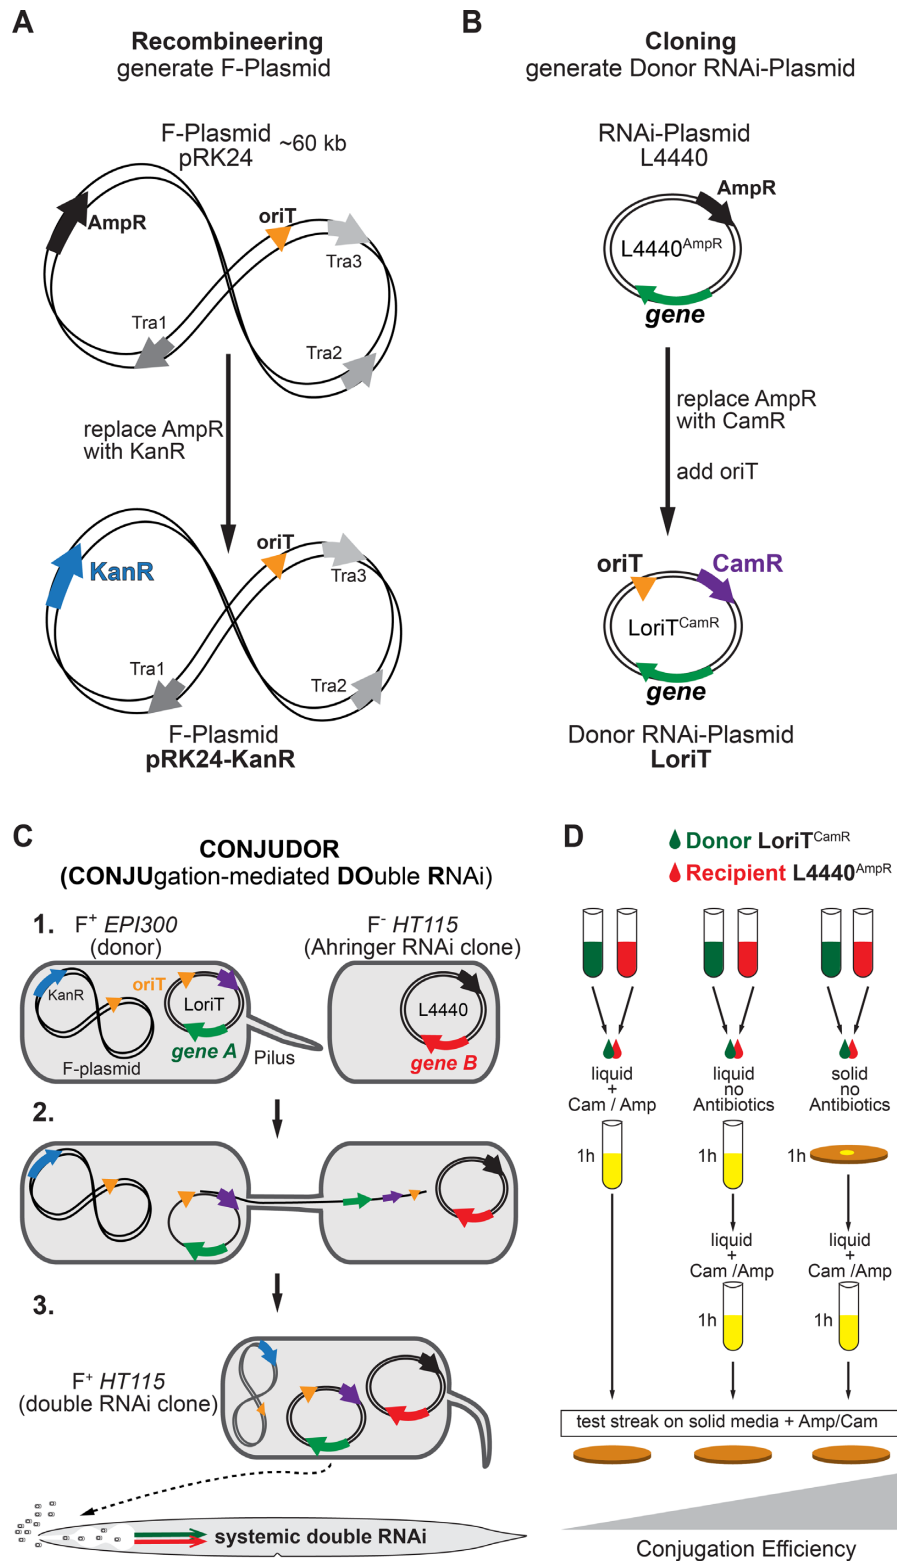 A
Recombineering
generate F-Plasmid
F-Plasmid
pRK24
~60 kb
AmpR
oriT
Tra3
Tra1
Tra2
replace AmpR
with KanR
KanR
oriT
Tra3
Tra1
Tra2
F-Plasmid
pRK24-KanR
B
Cloning
generate Donor RNAi-Plasmid
RNAi-Plasmid
L4440
AmpR
L4440AmpR
gene
replace AmpR
with CamR
add oriT
oriT
CamR
LoriTCamR
gene
Donor RNAi-Plasmid
LoriT
C
CONJUDOR
(CONJUgation-mediated DOuble RNAi)
1.
F+ EPI300
(donor)
F- HT115
(Ahringer RNAi clone)
KanR
oriT
LoriT
gene A
F-plasmid
Pilus
L4440
gene B
2.
3.
F+ HT115
(double RNAi clone)
systemic double RNAi
D
Donor LoriTCamR
Recipient L4440AmpR
liquid
+
Cam / Amp
1h
liquid
no
Antibiotics
1h
liquid
+
Cam /Amp
1h
solid
no
Antibiotics
1h
liquid
+
Cam /Amp
1h
test streak on solid media + Amp/Cam
Conjugation Efficiency